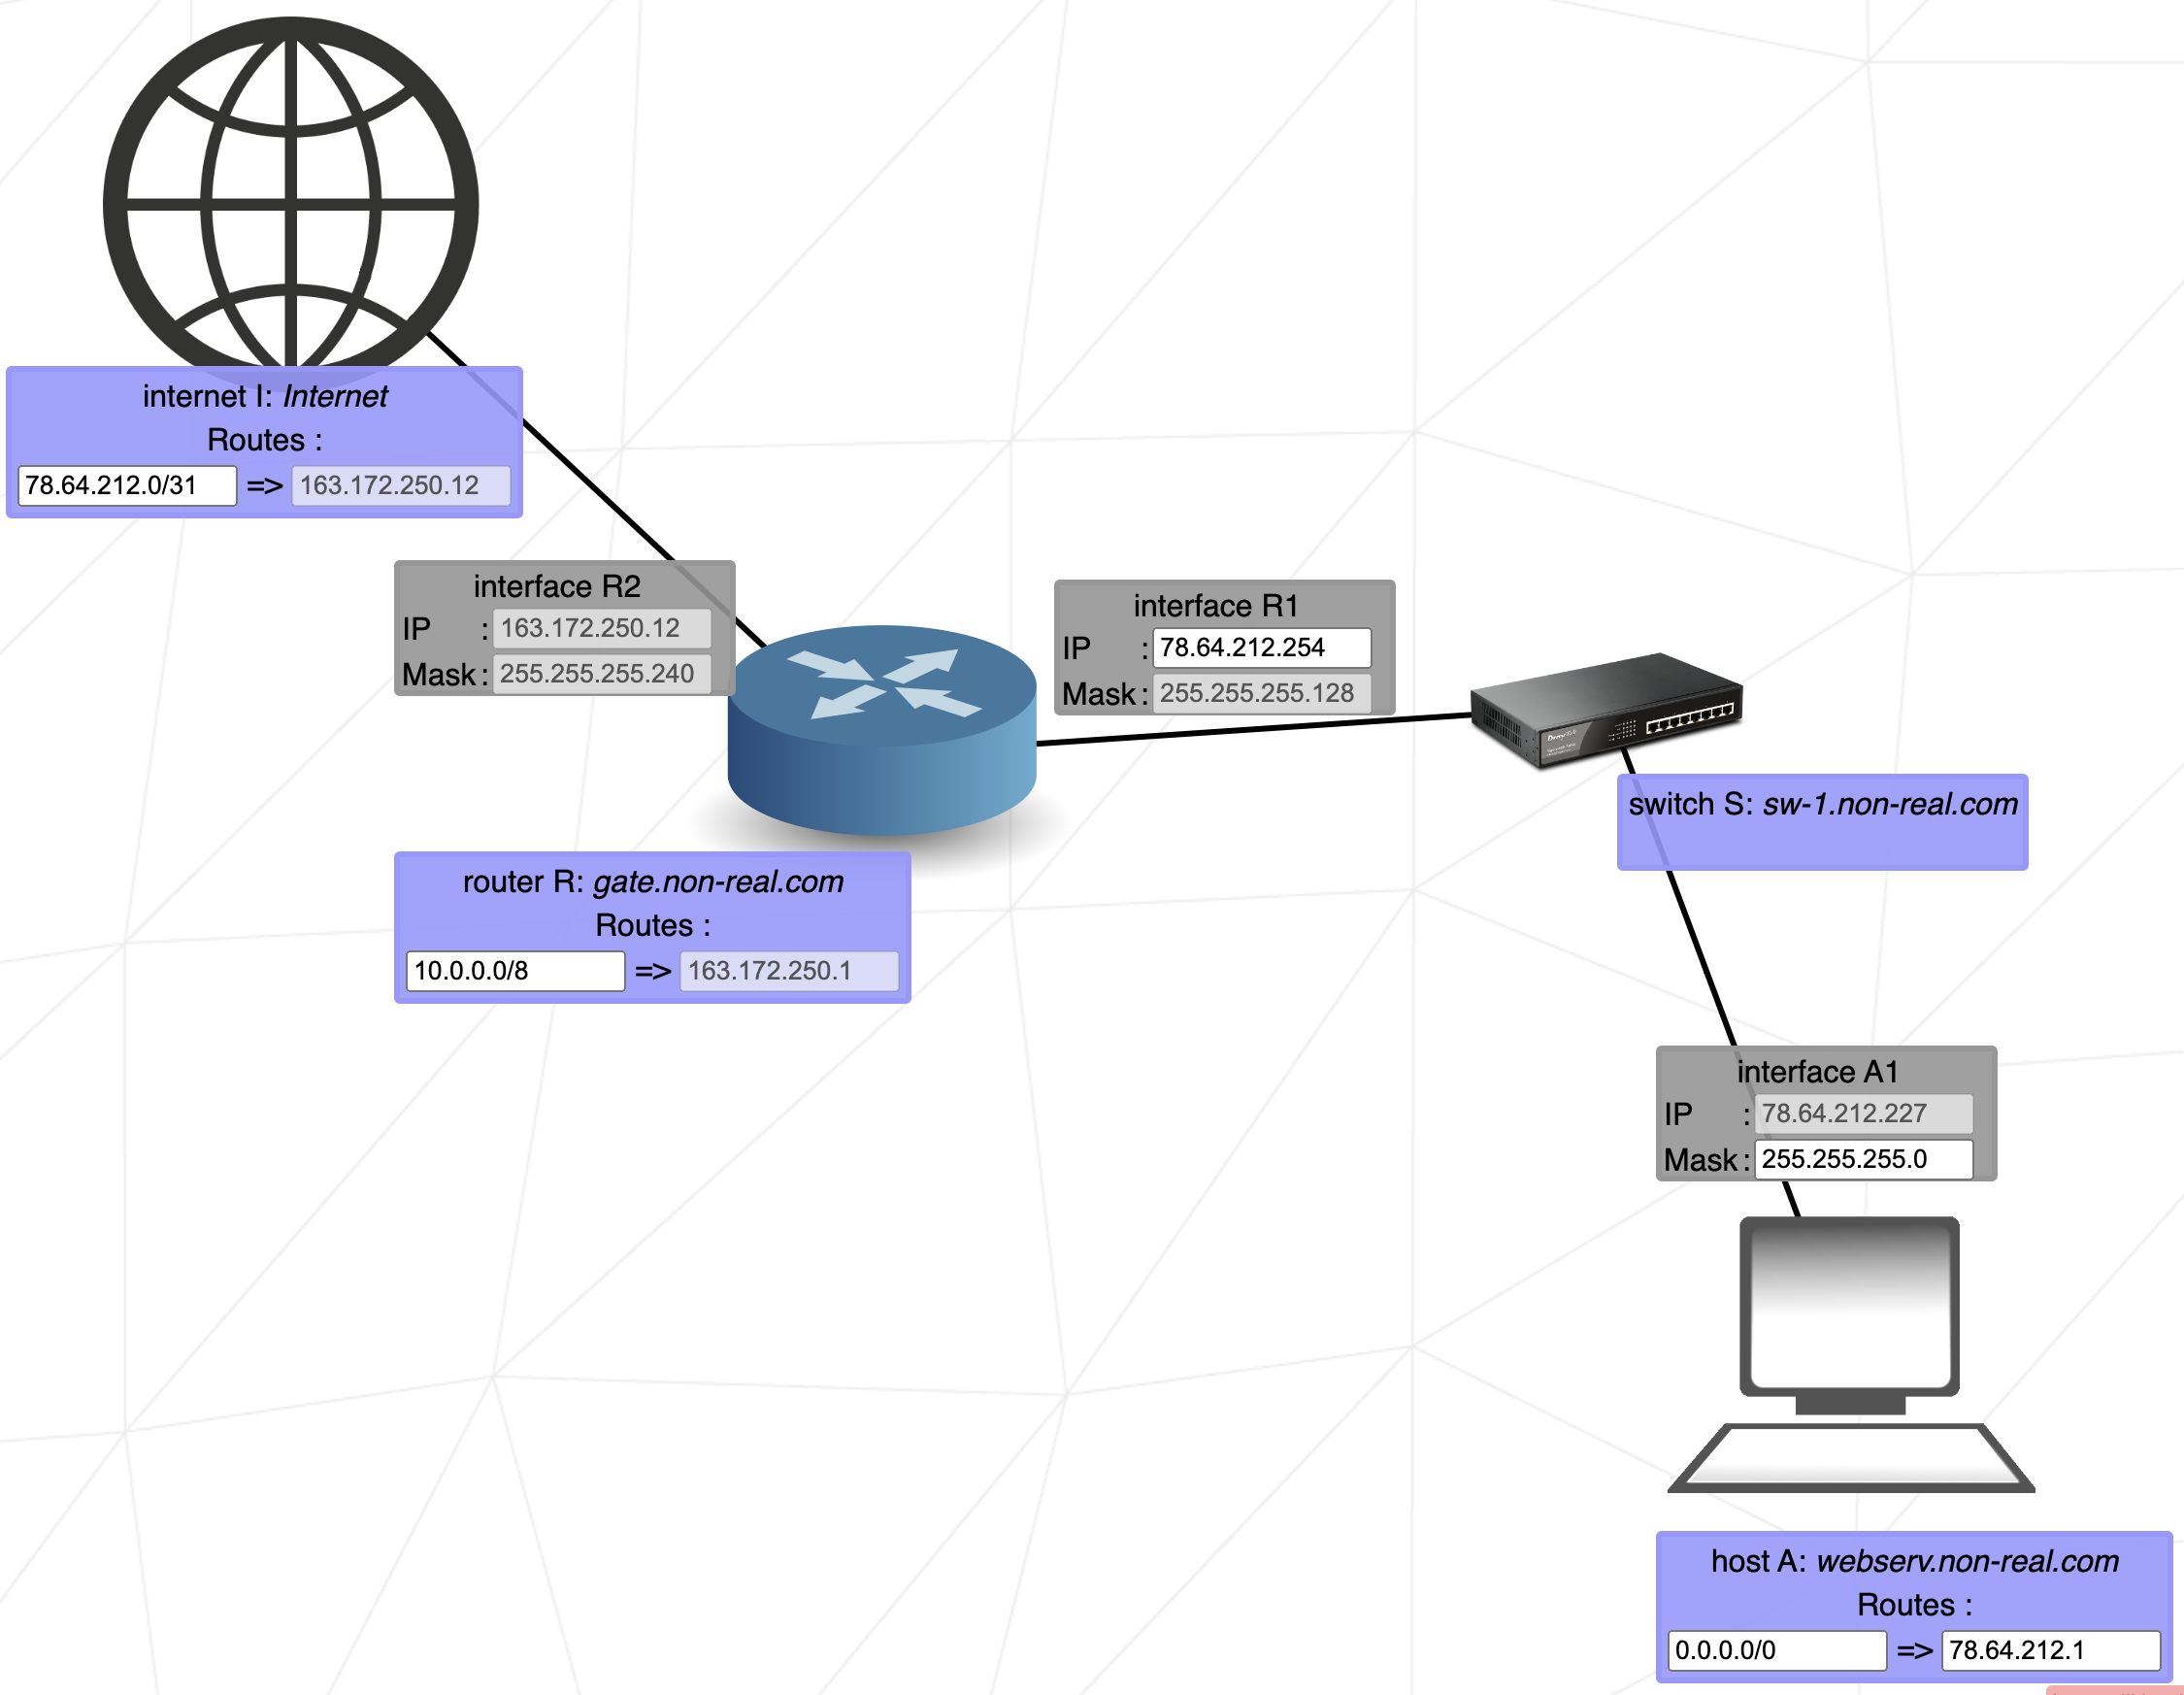 internet I: Internet
Routes :
78.64.212.0/31 => 163.172.250.12
interface R2
IP : 163.172.250.12
Mask : 255.255.255.240
interface R1
IP : 78.64.212.254
Mask : 255.255.255.128
switch S: sw-1.non-real.com
router R: gate.non-real.com
Routes :
10.0.0.0/8 => 163.172.250.1
interface A1
IP : 78.64.212.227
Mask : 255.255.255.0
host A: webserv.non-real.com
Routes :
0.0.0.0/0 => 78.64.212.1